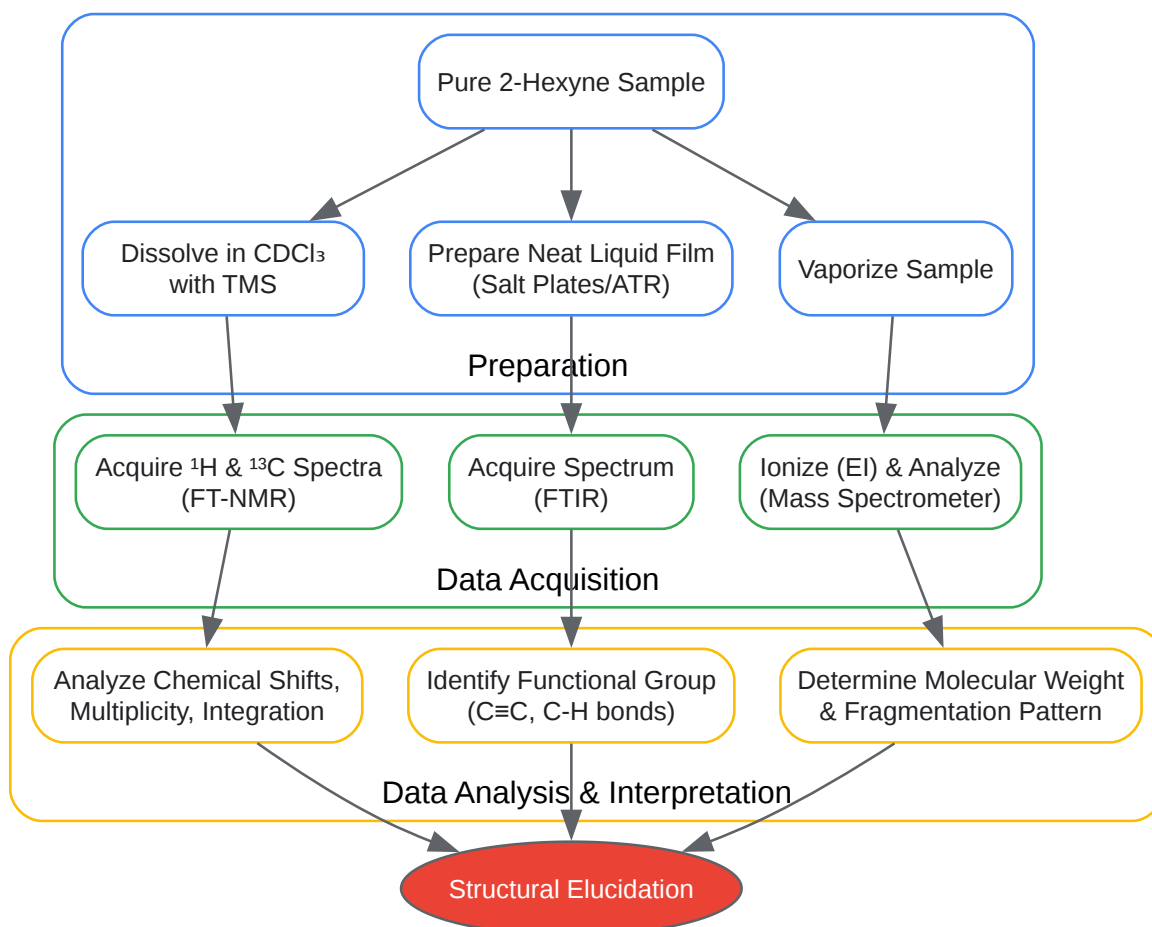 Pure 2-Hexyne Sample
Dissolve in CDCl₃
with TMS
Prepare Neat Liquid Film
(Salt Plates/ATR)
Vaporize Sample
Preparation
Acquire ¹H & ¹³C Spectra
(FT-NMR)
Acquire Spectrum
(FTIR)
Ionize (EI) & Analyze
(Mass Spectrometer)
Data Acquisition
Analyze Chemical Shifts,
Multiplicity, Integration
Identify Functional Group
(C≡C, C-H bonds)
Determine Molecular Weight
& Fragmentation Pattern
Data Analysis & Interpretation
Structural Elucidation